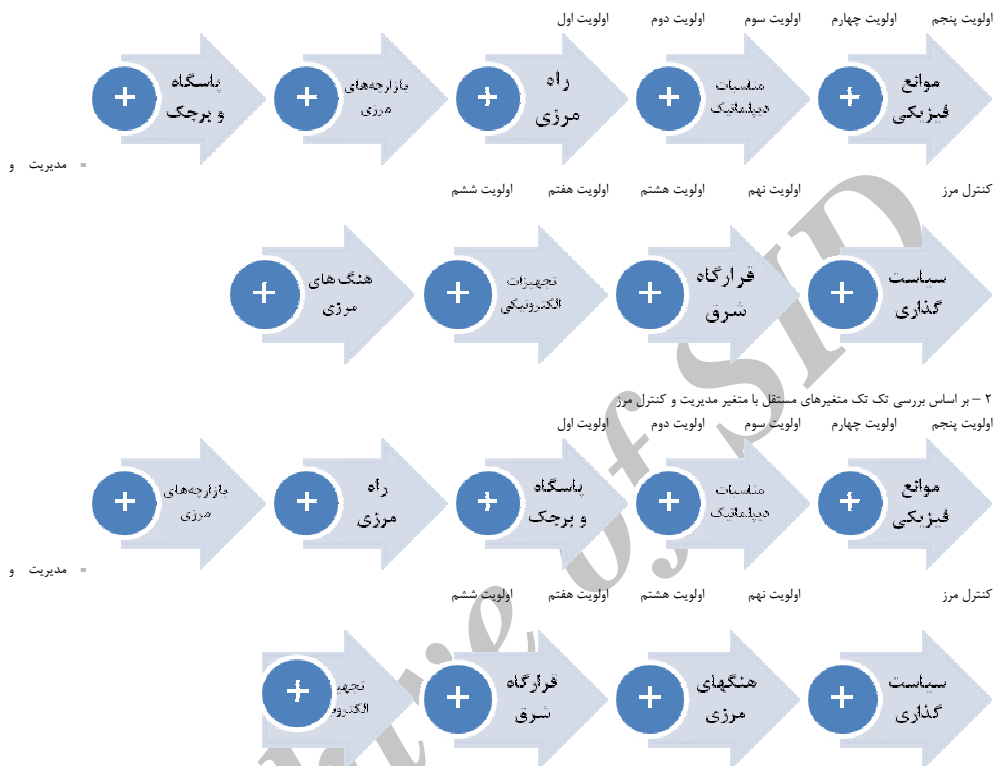 اولویت پنجم اولویت چهارم اولویت سوم اولویت دوم اولویت اول
موانع
فیزیکی
مناسبات
دیپلماتیک
راه
مرزی
بازارچه‌های
مرزی
پاسگاه
و برجک
= مدیریت و
کنترل مرز اولویت نهم اولویت هشتم اولویت هفتم اولویت ششم
سیاست
گذاری
قرارگاه
شرق
تجهیزات
الکترونیکی
هنگ های
مرزی
۲ – بر اساس بررسی تک تک متغیرهای مستقل با متغیر مدیریت و کنترل مرز
اولویت پنجم اولویت چهارم اولویت سوم اولویت دوم اولویت اول
موانع
فیزیکی
مناسبات
دیپلماتیک
پاسگاه
و برجک
راه
مرزی
بازارچه‌های
مرزی
= مدیریت و
کنترل مرز اولویت نهم اولویت هشتم اولویت هفتم اولویت ششم
سیاست
گذاری
هنگهای
مرزی
قرارگاه
شرق
تجهی
الکترو
of SID